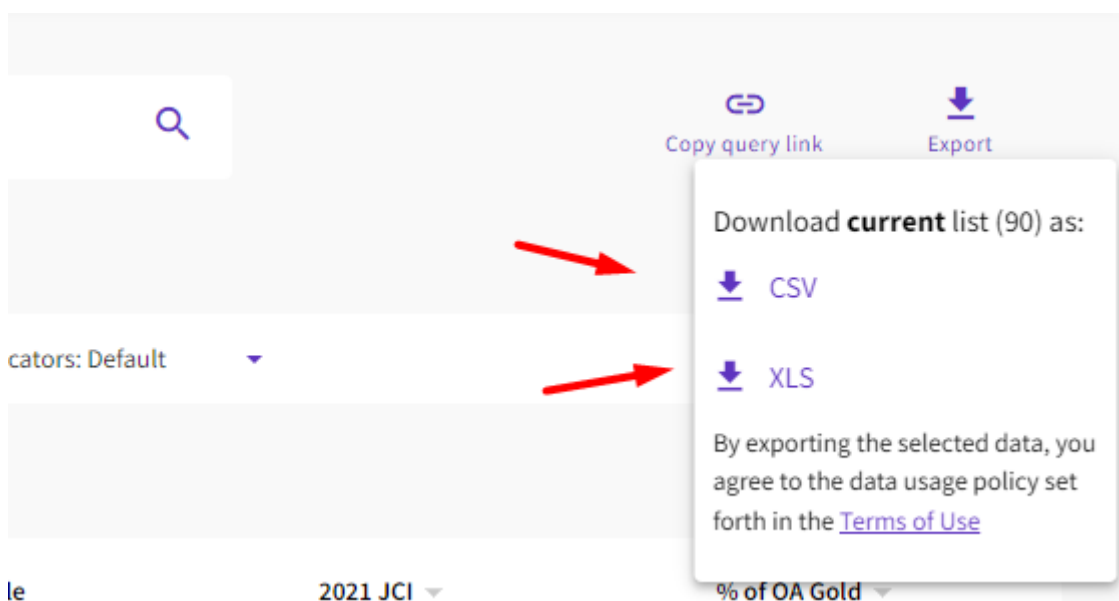 Copy query link
Export
Download current list (90) as:
CSV
cators: Default
XLS
By exporting the selected data, you
agree to the data usage policy set
forth in the Terms of Use
le
2021 JCI
% of OA Gold